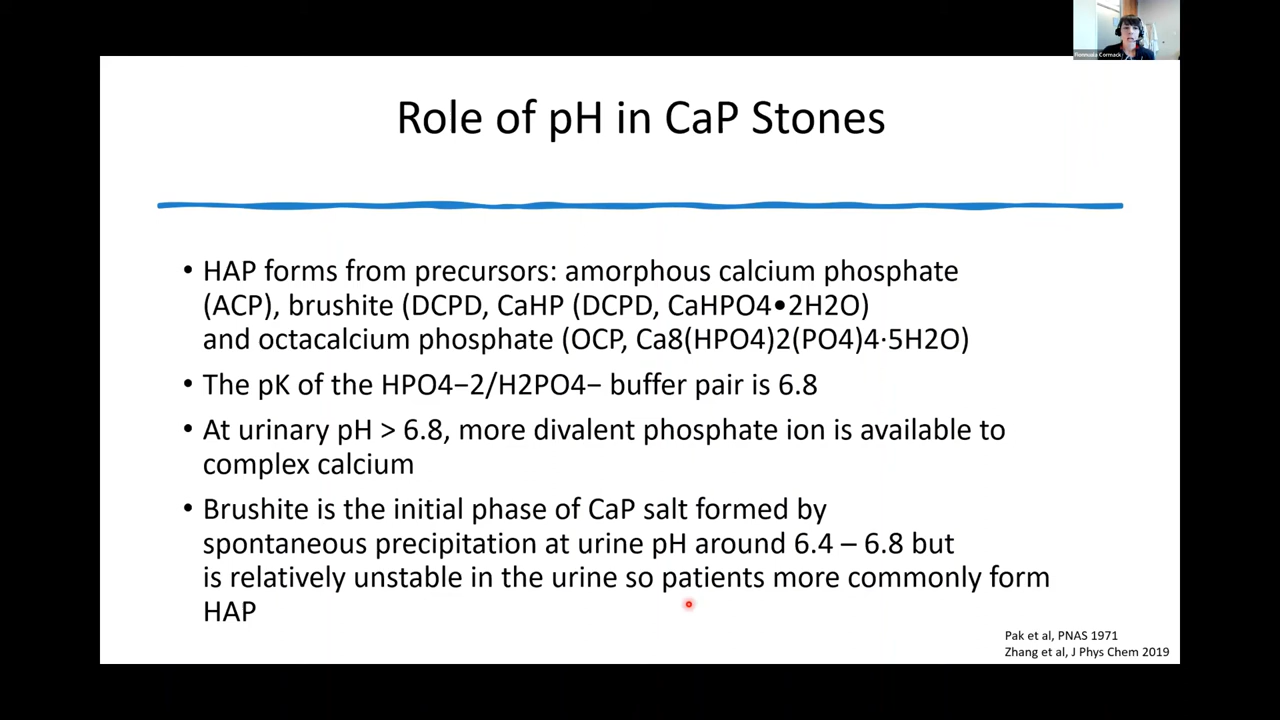 Fionnuala Cormack
Role of pH in CaP Stones
• HAP forms from precursors: amorphous calcium phosphate
(ACP), brushite (DCPD, CaHP (DCPD, CaHPO4•2H2O)
and octacalcium phosphate (OCP, Ca8(HPO4)2(PO4)4·5H2O)
• The pK of the HPO4−2/H2PO4− buffer pair is 6.8
• At urinary pH > 6.8, more divalent phosphate ion is available to
complex calcium
• Brushite is the initial phase of CaP salt formed by
spontaneous precipitation at urine pH around 6.4 – 6.8 but
is relatively unstable in the urine so patients more commonly form
HAP
Pak et al, PNAS 1971
Zhang et al, J Phys Chem 2019